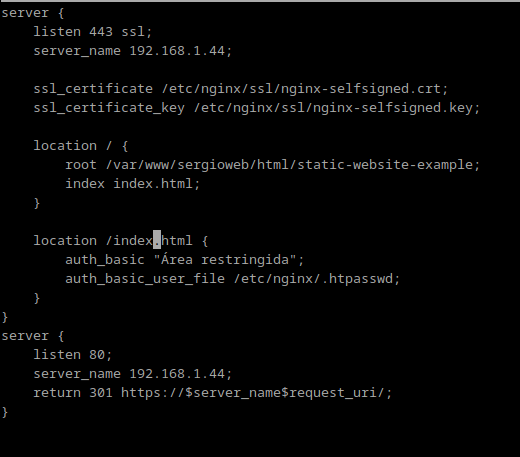 server {
    listen 443 ssl;
    server_name 192.168.1.44;

    ssl_certificate /etc/nginx/ssl/nginx-selfsigned.crt;
    ssl_certificate_key /etc/nginx/ssl/nginx-selfsigned.key;

    location / {
        root /var/www/sergioweb/html/static-website-example;
        index index.html;
    }

    location /index.html {
        auth_basic "Área restringida";
        auth_basic_user_file /etc/nginx/.htpasswd;
    }
}
server {
    listen 80;
    server_name 192.168.1.44;
    return 301 https://$server_name$request_uri/;
}